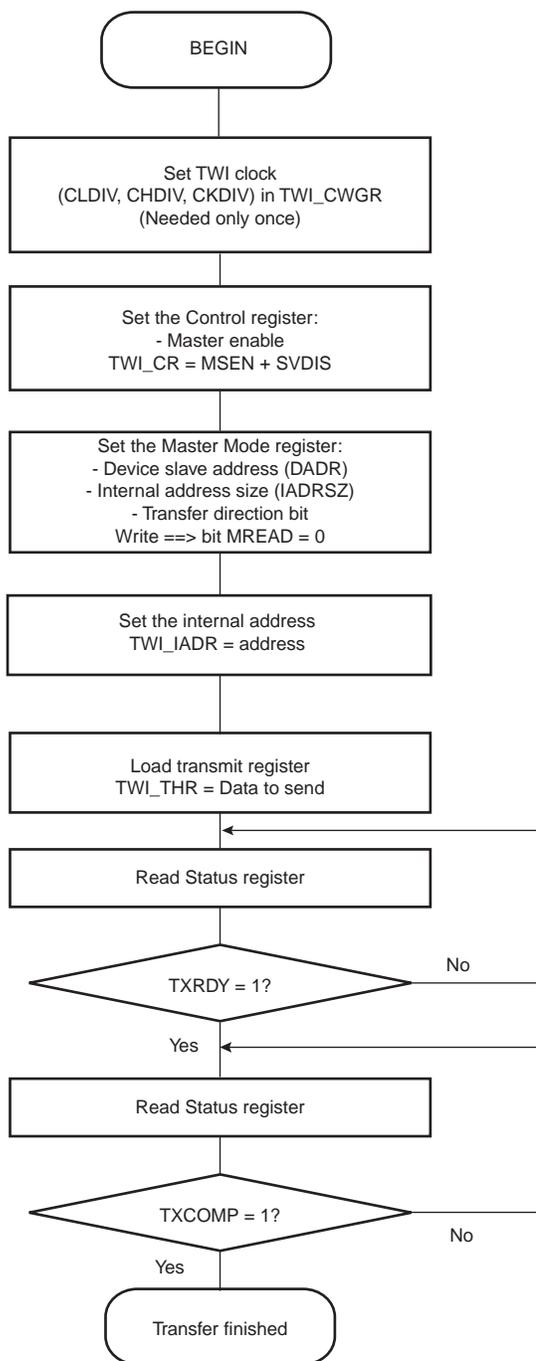 BEGIN
Set TWI clock
(CLDIV, CHDIV, CKDIV) in TWI_CWGR
(Needed only once)
Set the Control register:
- Master enable
TWI_CR = MSEN + SVDIS
Set the Master Mode register:
- Device slave address (DADR)
- Internal address size (IADRSZ)
- Transfer direction bit
Write ==> bit MREAD = 0
Set the internal address
TWI_IADR = address
Load transmit register
TWI_THR = Data to send
Read Status register
TXRDY = 1?
No
Yes
Read Status register
TXCOMP = 1?
No
Yes
Transfer finished